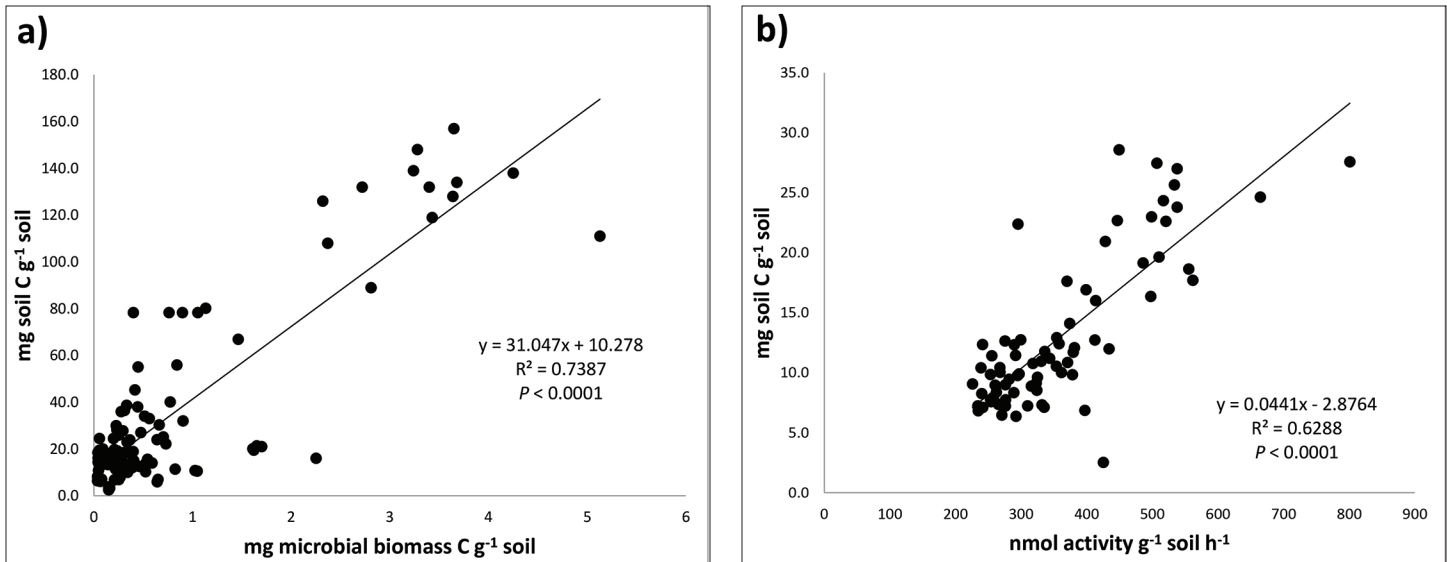 a)
180.0
160.0
140.0
120.0
100.0
80.0
60.0
40.0
20.0
0.0
mg soil C g⁻¹ soil
y = 31.047x + 10.278
R² = 0.7387
P < 0.0001
0 1 2 3 4 5 6
mg microbial biomass C g⁻¹ soil
b)
35.0
30.0
25.0
20.0
15.0
10.0
5.0
0.0
mg soil C g⁻¹ soil
y = 0.0441x - 2.8764
R² = 0.6288
P < 0.0001
0 100 200 300 400 500 600 700 800 900
nmol activity g⁻¹ soil h⁻¹